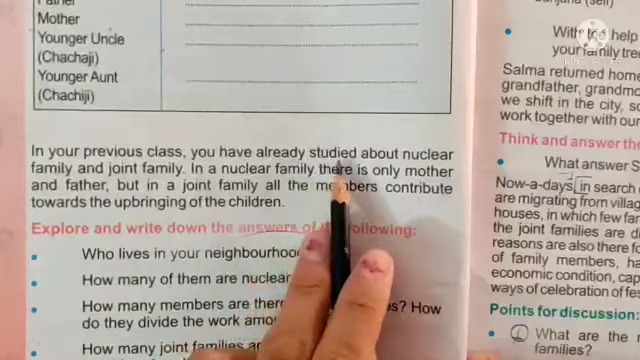 Father
Mother
Younger Uncle
(Chachaji)
Younger Aunt
(Chachiji)
In your previous class, you have already studied about nuclear
family and joint family. In a nuclear family there is only mother
and father, but in a joint family all the members contribute
towards the upbringing of the children.
Explore and write down the answers of the following:
Who lives in your neighbourhood
How many of them are nuclear
How many members are there es? How
do they divide the work amo
How many joint families ar
(self)
With help
your family tree
Salma returned home
grandfather, grandmo
we shift in the city, so
work together with our
Think and answer the
What answer S
Now-a-days, in search
are migrating from villag
houses, in which few far
the joint families are di
reasons are also there fo
of family members, ha
economic condition, cap
ways of celebration of fes
Points for discussion:
What are the
families?